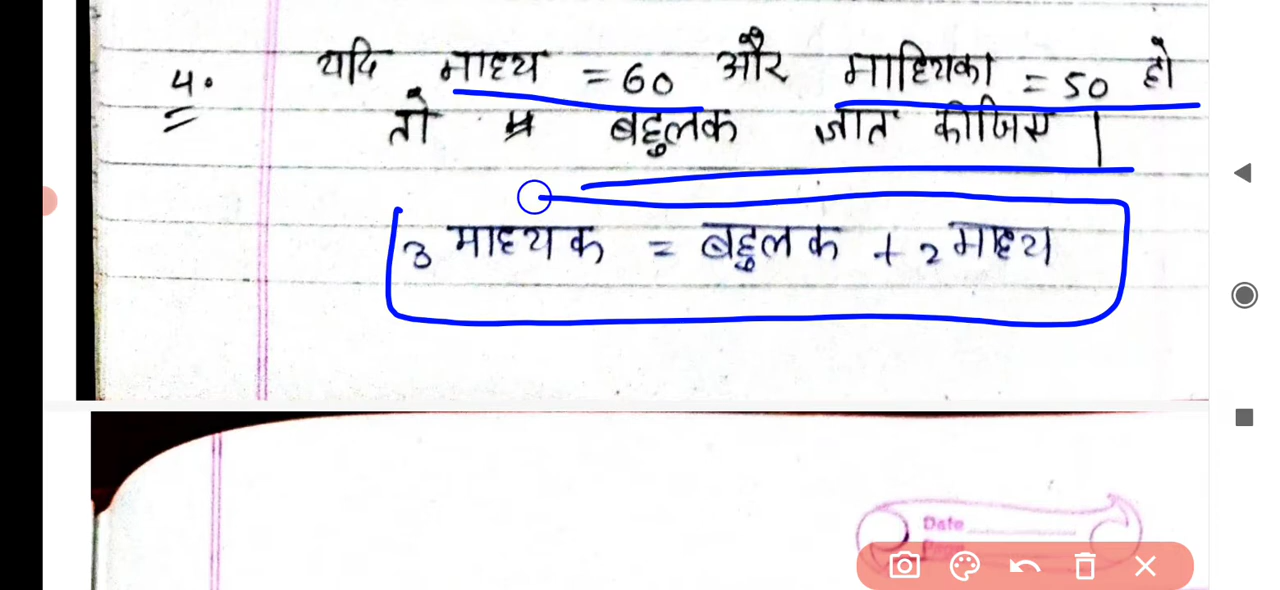 4. यदि माध्य = 60 और माध्यिका = 50 हो
तो बहुलक ज्ञात कीजिए |
3 माध्यक = बहुलक + 2 माध्य
Date